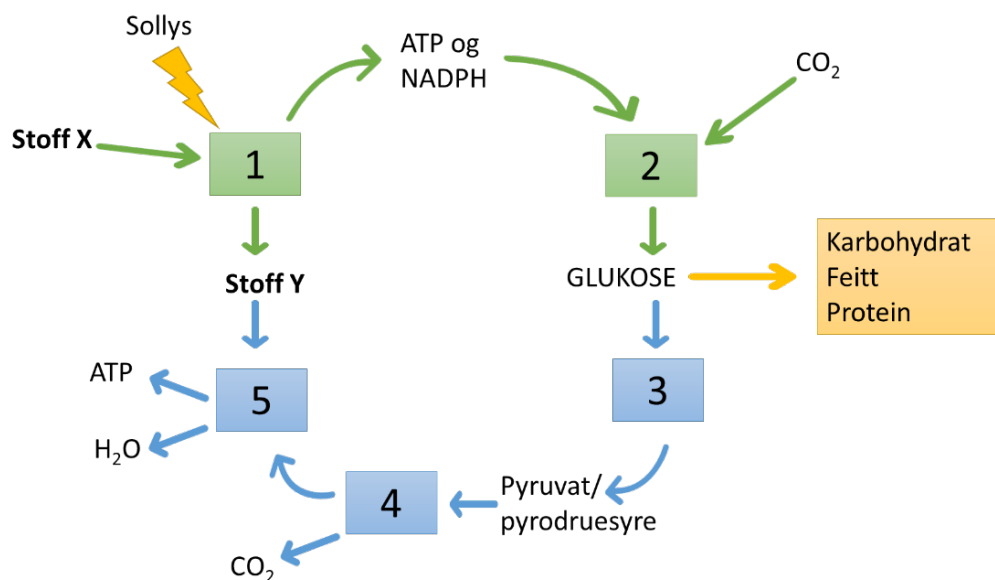 Sollys
ATP og
NADPH
CO₂
Stoff X
1
2
Stoff Y
GLUKOSE
Karbohydrat
Feitt
Protein
ATP
5
3
H₂O
4
Pyruvat/
pyrodruesyre
CO₂